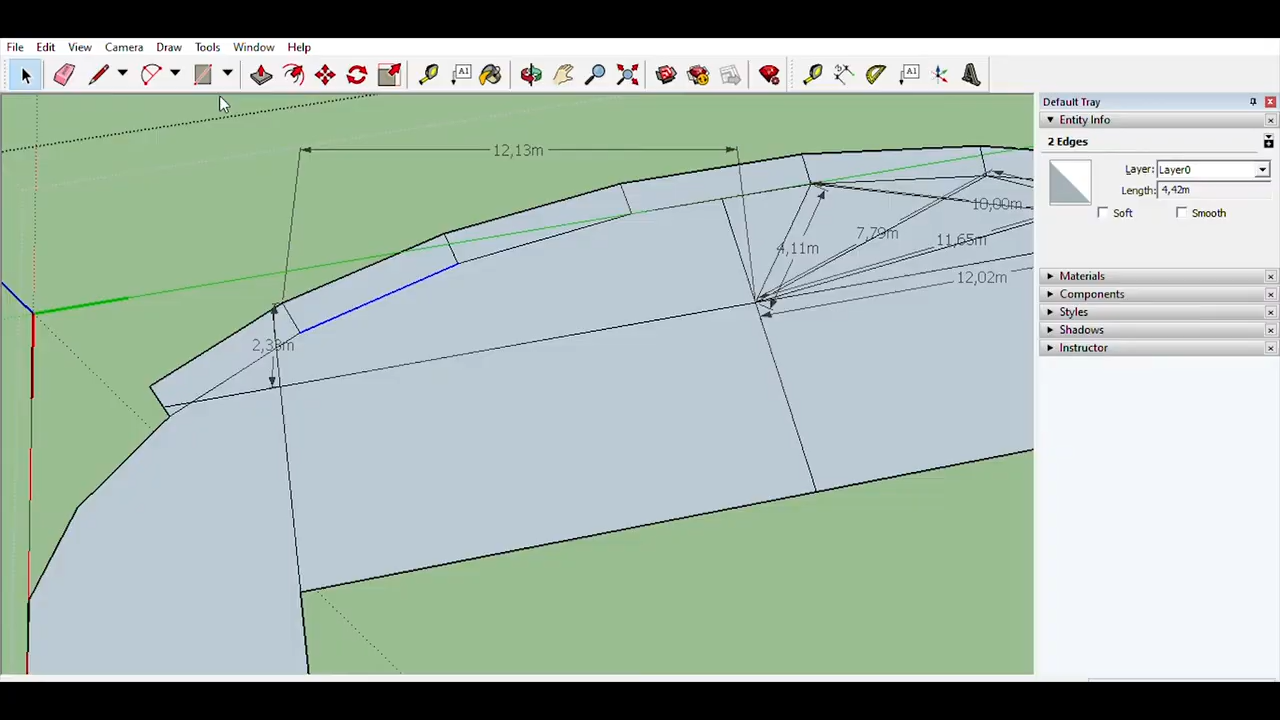 File Edit View Camera Draw Tools Window Help
A1
A1
Default Tray
Entity Info
2 Edges
Layer: Layer0
Length: 4,42m
Soft Smooth
Materials
Components
Styles
Shadows
Instructor
12,13m
10,00m
7,79m
4,11m
11,65m
12,02m